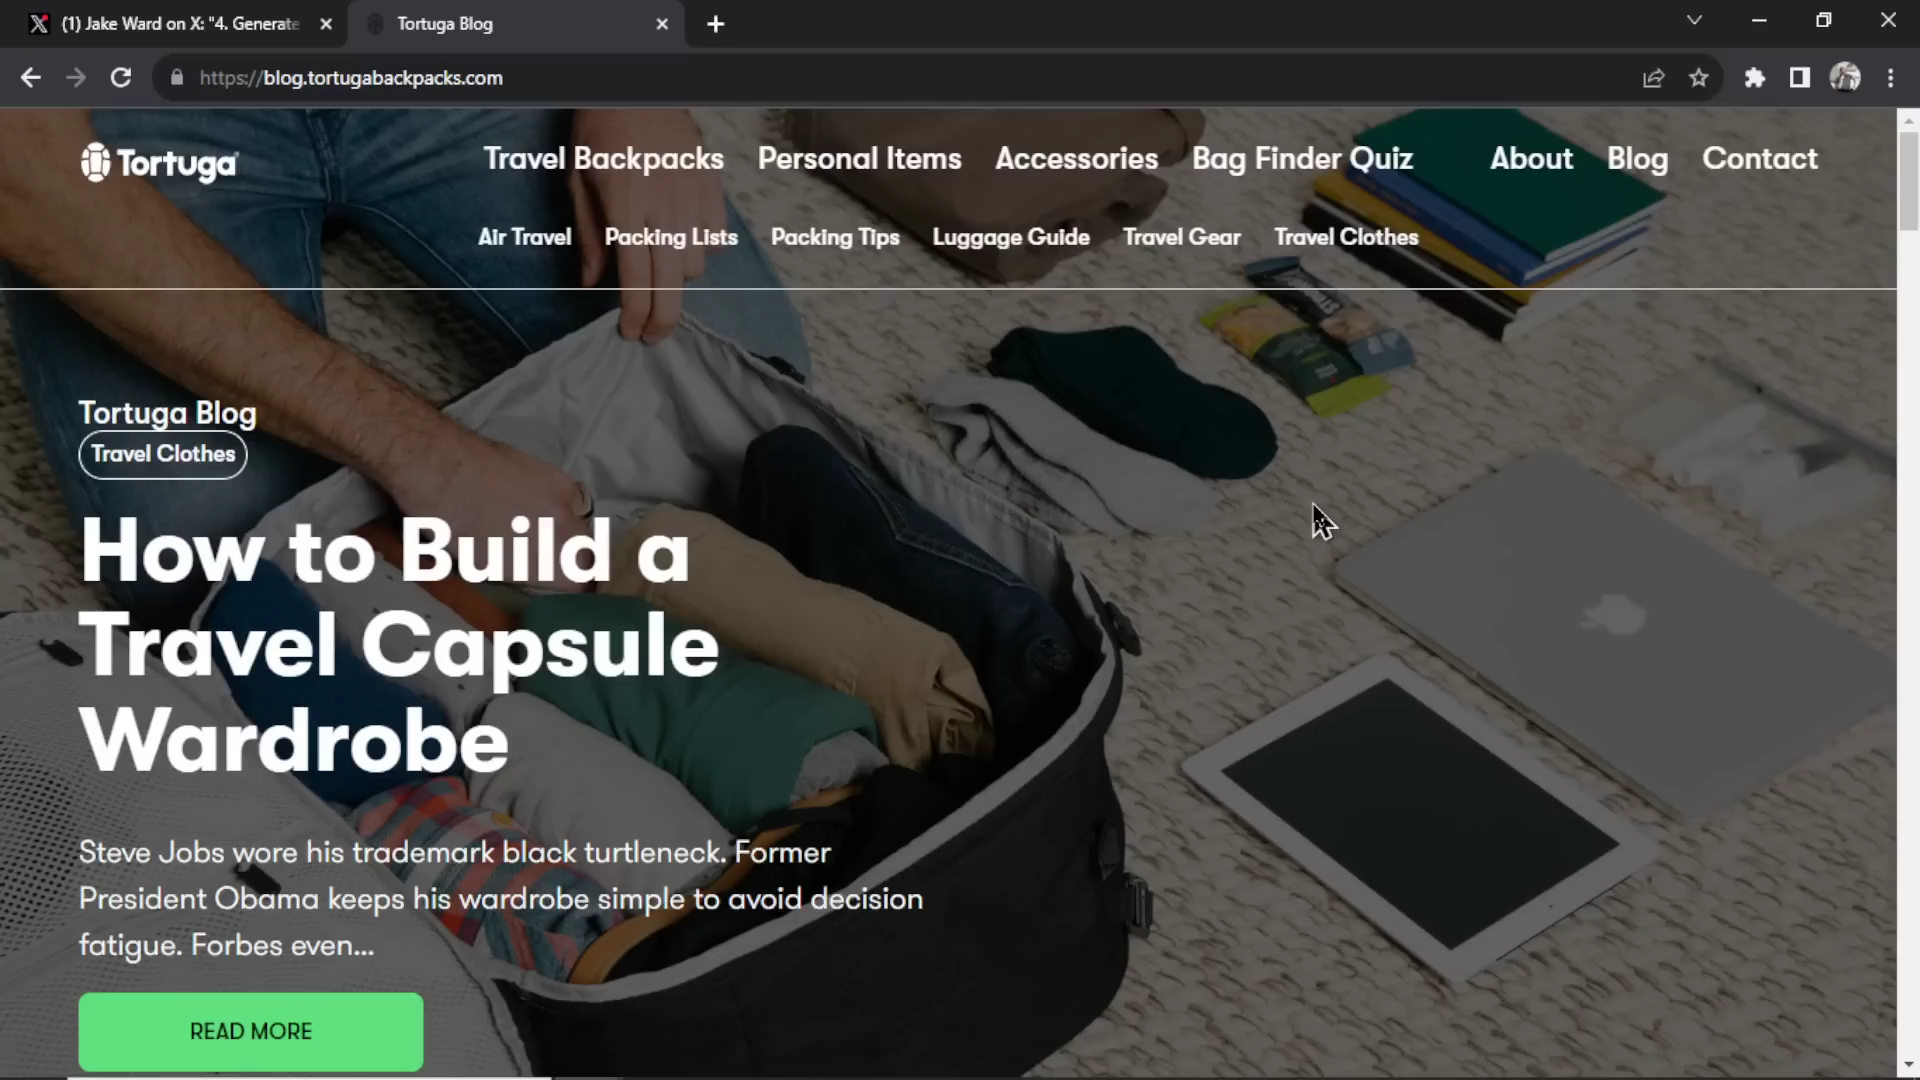 (1) Jake Ward on X: "4. Generate
Tortuga Blog
https://blog.tortugabackpacks.com
Tortuga
Travel Backpacks Personal Items Accessories Bag Finder Quiz About Blog Contact
Air Travel Packing Lists Packing Tips Luggage Guide Travel Gear Travel Clothes
Tortuga Blog
Travel Clothes
How to Build a
Travel Capsule
Wardrobe
Steve Jobs wore his trademark black turtleneck. Former
President Obama keeps his wardrobe simple to avoid decision
fatigue. Forbes even...
READ MORE